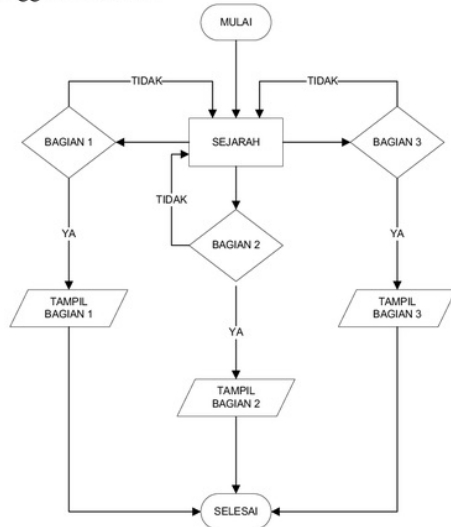 MULAI
TIDAK
TIDAK
BAGIAN 1
SEJARAH
BAGIAN 3
TIDAK
BAGIAN 2
YA
YA
TAMPIL
BAGIAN 1
TAMPIL
BAGIAN 3
YA
TAMPIL
BAGIAN 2
SELESAI